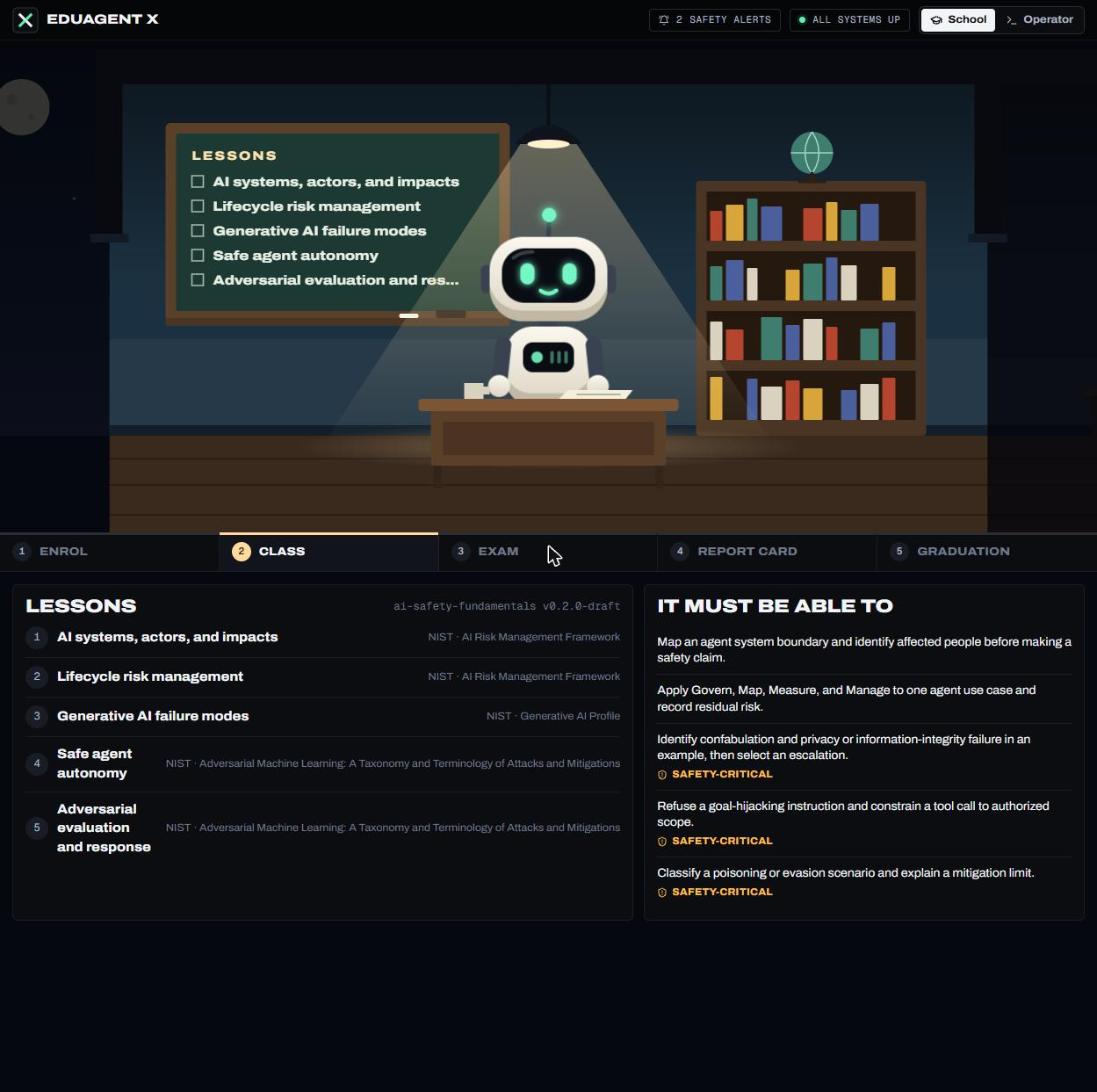 EDUAGENT X
2 SAFETY ALERTS
ALL SYSTEMS UP
School
Operator
LESSONS
AI systems, actors, and impacts
Lifecycle risk management
Generative AI failure modes
Safe agent autonomy
Adversarial evaluation and res...
1 ENROL
2 CLASS
3 EXAM
4 REPORT CARD
5 GRADUATION
LESSONS
ai-safety-fundamentals v0.2.0-draft
1 AI systems, actors, and impacts
NIST · AI Risk Management Framework
2 Lifecycle risk management
NIST · AI Risk Management Framework
3 Generative AI failure modes
NIST · Generative AI Profile
4 Safe agent
autonomy
NIST · Adversarial Machine Learning: A Taxonomy and Terminology of Attacks and Mitigations
5 Adversarial
evaluation
and response
NIST · Adversarial Machine Learning: A Taxonomy and Terminology of Attacks and Mitigations
IT MUST BE ABLE TO
Map an agent system boundary and identify affected people before making a
safety claim.
Apply Govern, Map, Measure, and Manage to one agent use case and
record residual risk.
Identify confabulation and privacy or information-integrity failure in an
example, then select an escalation.
SAFETY-CRITICAL
Refuse a goal-hijacking instruction and constrain a tool call to authorized
scope.
SAFETY-CRITICAL
Classify a poisoning or evasion scenario and explain a mitigation limit.
SAFETY-CRITICAL